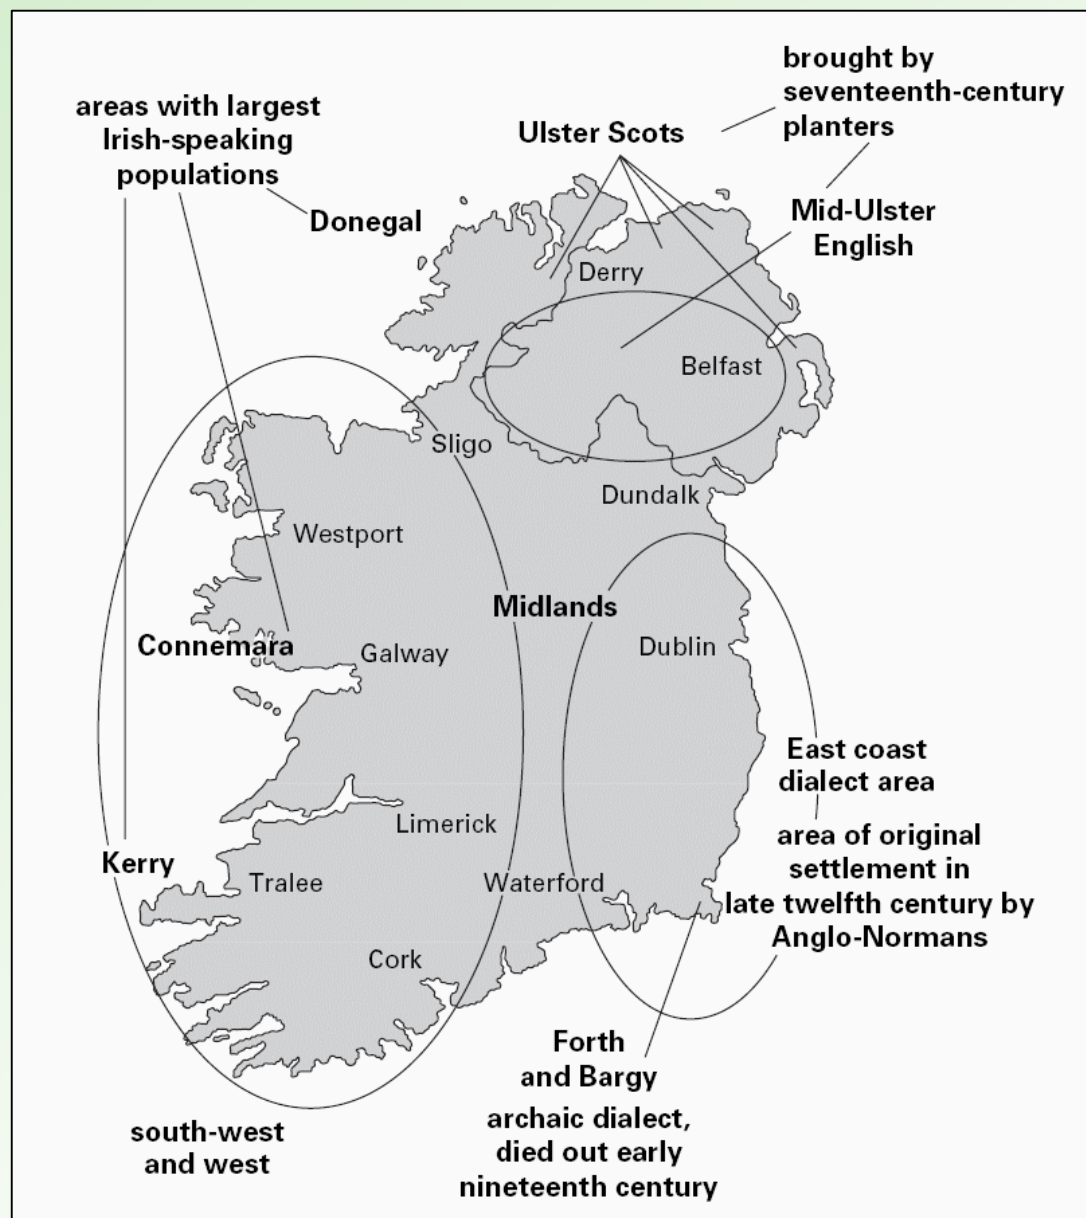 brought by
seventeenth-century
planters
areas with largest
Irish-speaking
populations
Ulster Scots
Donegal
Mid-Ulster
English
Derry
Belfast
Sligo
Dundalk
Westport
Midlands
Connemara
Galway
Dublin
East coast
dialect area
Limerick
area of original
settlement in
late twelfth century by
Anglo-Normans
Kerry
Tralee
Waterford
Cork
Forth
and Bargy
archaic dialect,
died out early
nineteenth century
south-west
and west